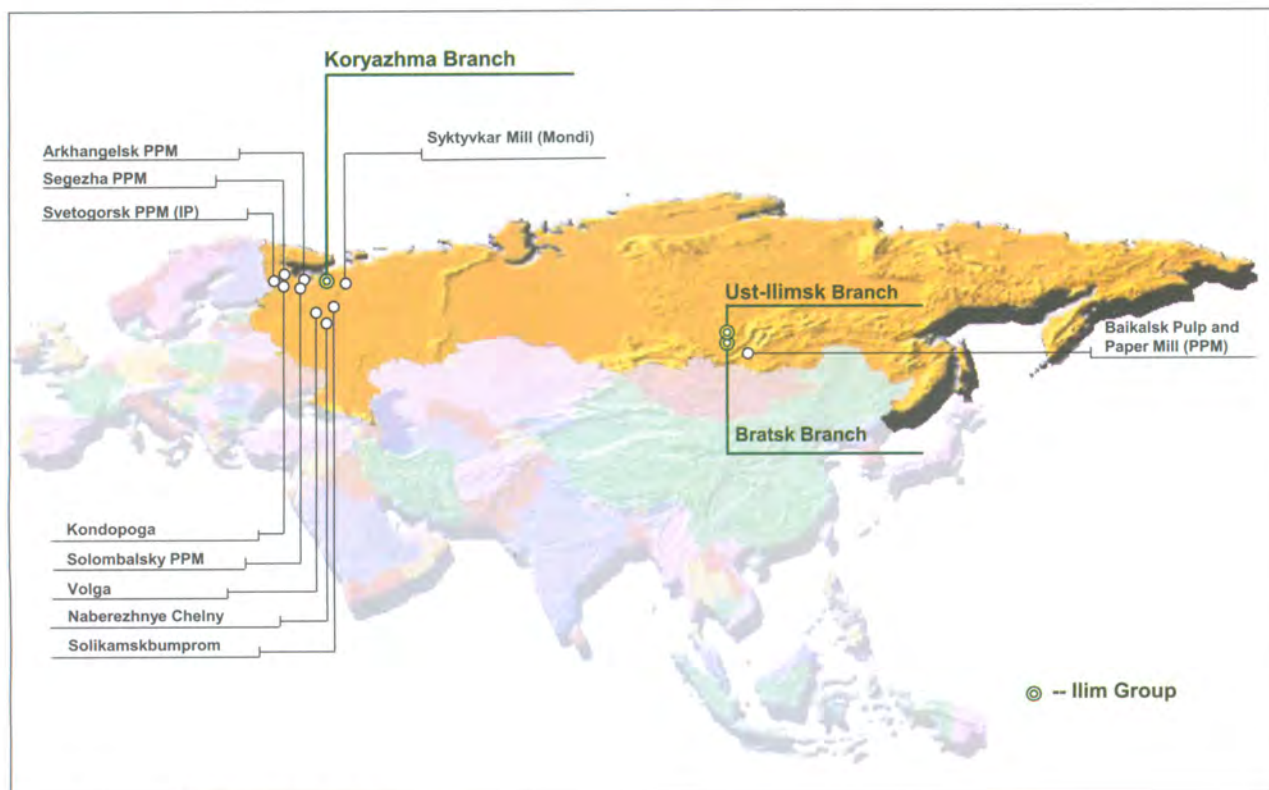 Koryazhma Branch
Syktyvkar Mill (Mondi)
Arkhangelsk PPM
Segezha PPM
Svetogorsk PPM (IP)
Ust-Ilimsk Branch
Baikalsk Pulp and
Paper Mill (PPM)
Bratsk Branch
Kondopoga
Solombalsky PPM
Volga
Naberezhnye Chelny
Solikamskbumprom
-- Ilim Group